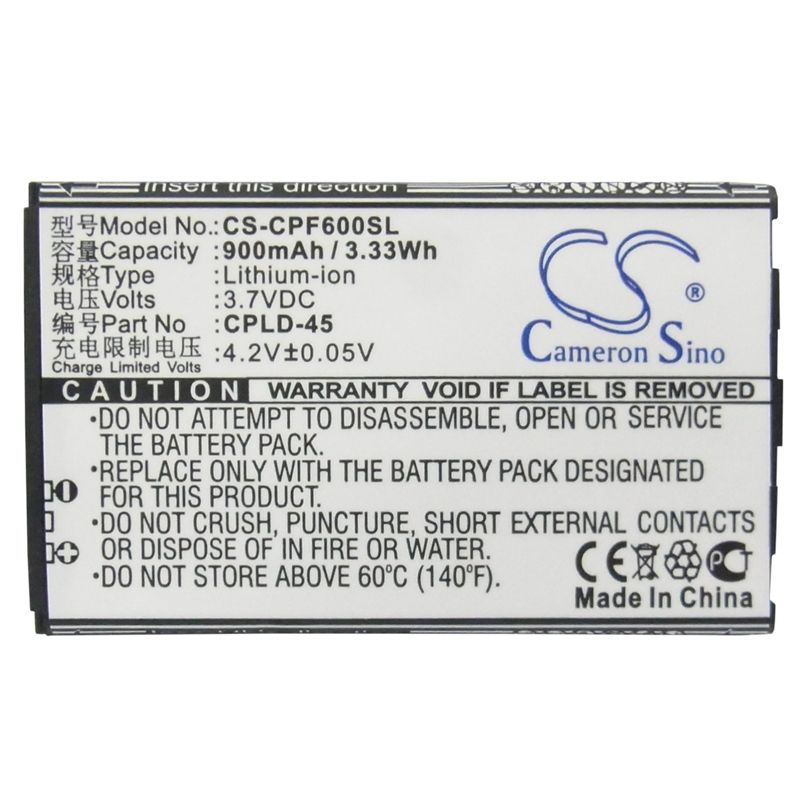 Insert this direction
型号Model No.: CS-CPF600SL
容量Capacity: 900mAh / 3.33Wh
规格Type: Lithium-ion
电压Volts: 3.7VDC
编号Part No: CPLD-45
充电限制电压: 4.2V±0.05V
Charge Limited Volts
CS
®
Cameron Sino
CAUTION WARRANTY VOID IF LABEL IS REMOVED
·DO NOT ATTEMPT TO DISASSEMBLE, OPEN OR SERVICE
THE BATTERY PACK.
·REPLACE ONLY WITH THE BATTERY PACK DESIGNATED
FOR THIS PRODUCT.
·DO NOT CRUSH, PUNCTURE, SHORT EXTERNAL CONTACTS
OR DISPOSE OF IN FIRE OR WATER.
·DO NOT STORE ABOVE 60°C (140°F).
CE PCT
Made In China